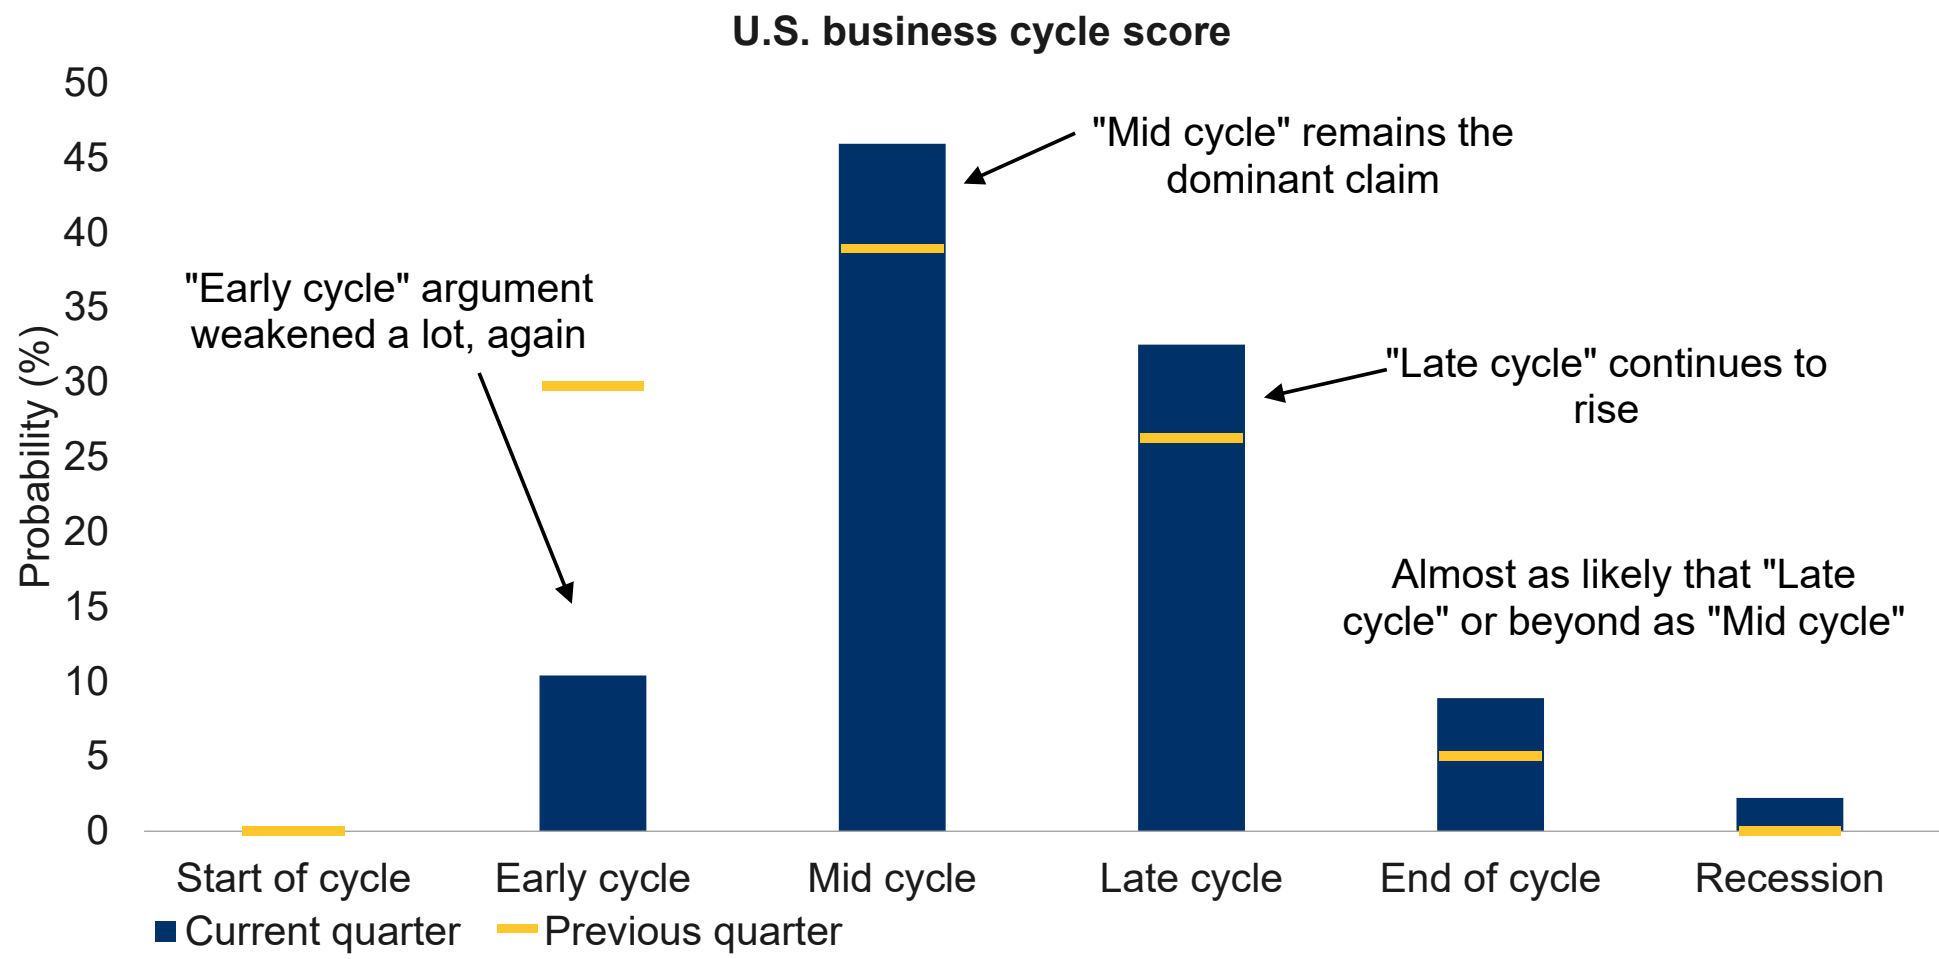 U.S. business cycle score
Probability (%)
50
45
40
35
30
25
20
15
10
5
0
"Early cycle" argument
weakened a lot, again
"Mid cycle" remains the
dominant claim
"Late cycle" continues to
rise
Almost as likely that "Late
cycle" or beyond as "Mid cycle"
Start of cycle
Early cycle
Mid cycle
Late cycle
End of cycle
Recession
Current quarter
Previous quarter